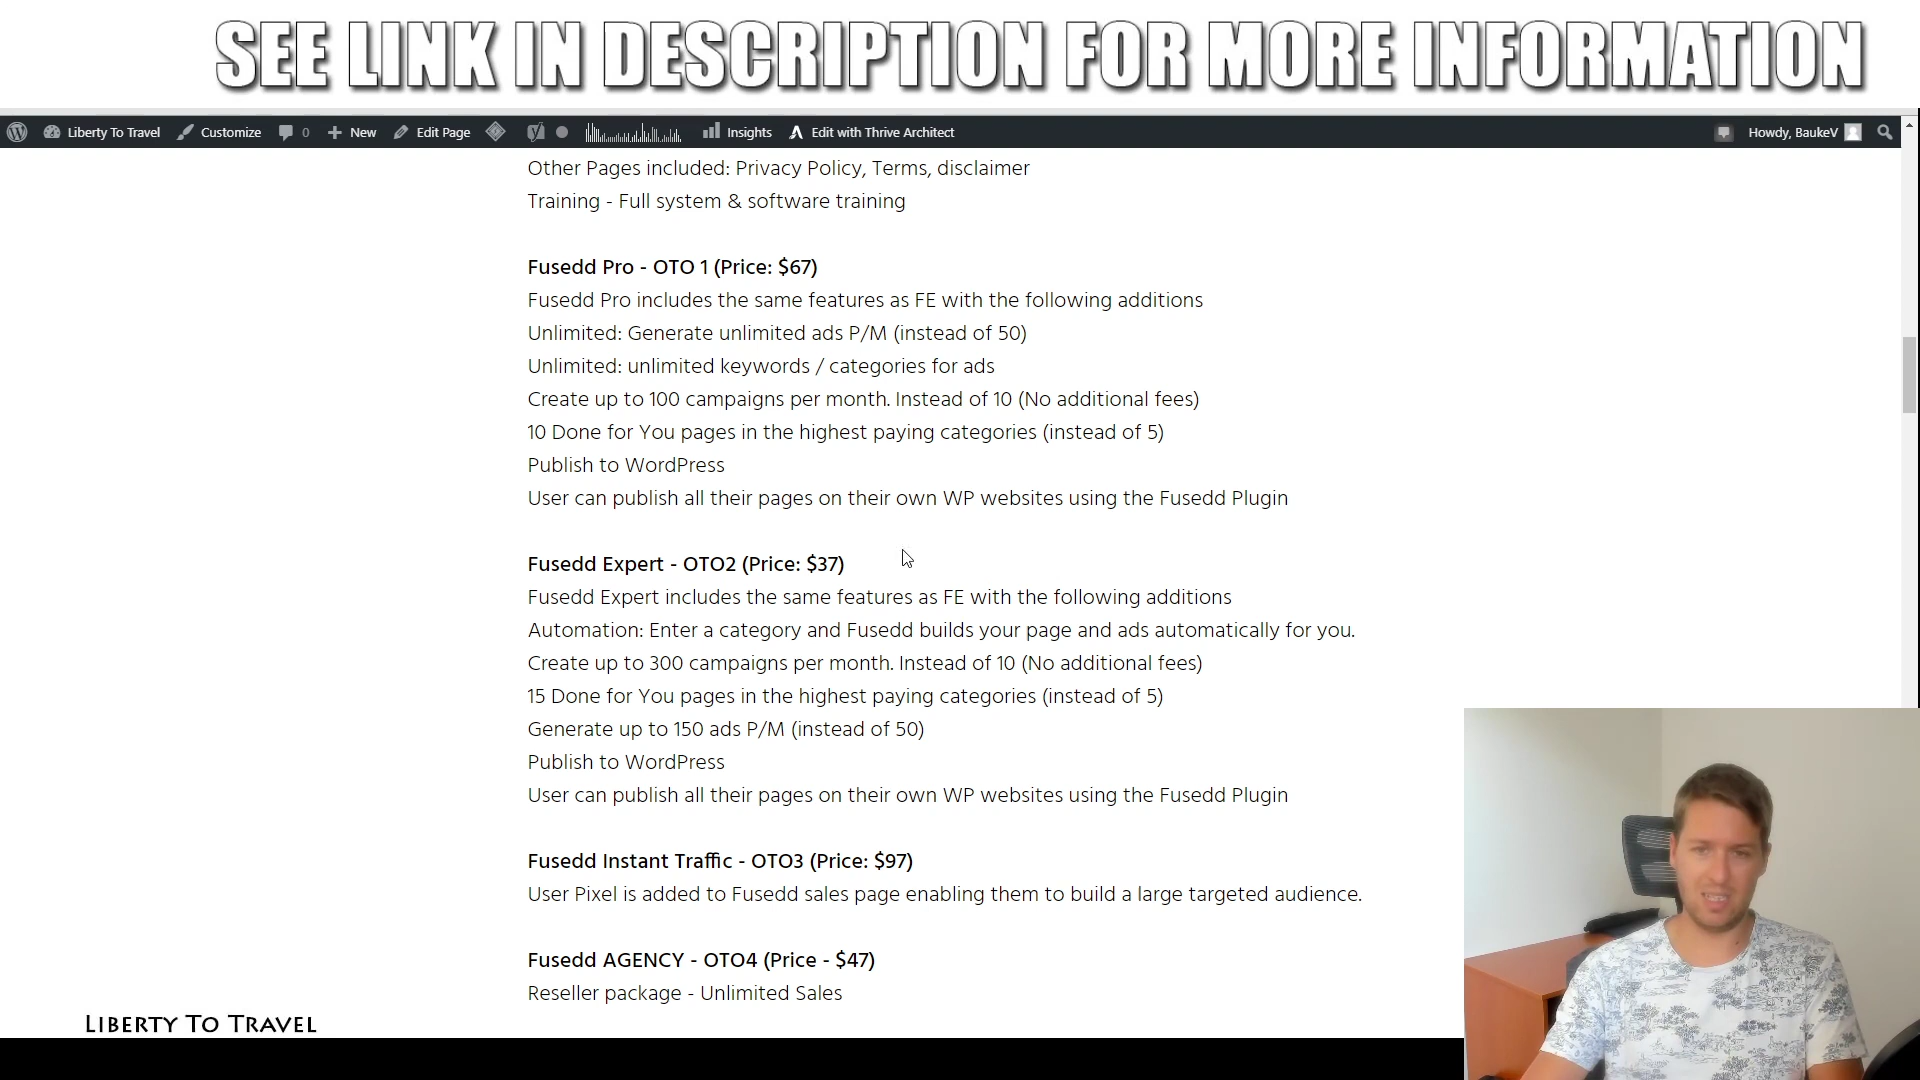 SEE LINK IN DESCRIPTION FOR MORE INFORMATION
Liberty To Travel Customize 0 New Edit Page Insights Edit with Thrive Architect Howdy, BaukeV
Other Pages included: Privacy Policy, Terms, disclaimer
Training - Full system & software training
Fusedd Pro - OTO 1 (Price: $67)
Fusedd Pro includes the same features as FE with the following additions
Unlimited: Generate unlimited ads P/M (instead of 50)
Unlimited: unlimited keywords / categories for ads
Create up to 100 campaigns per month. Instead of 10 (No additional fees)
10 Done for You pages in the highest paying categories (instead of 5)
Publish to WordPress
User can publish all their pages on their own WP websites using the Fusedd Plugin
Fusedd Expert - OTO2 (Price: $37)
Fusedd Expert includes the same features as FE with the following additions
Automation: Enter a category and Fusedd builds your page and ads automatically for you.
Create up to 300 campaigns per month. Instead of 10 (No additional fees)
15 Done for You pages in the highest paying categories (instead of 5)
Generate up to 150 ads P/M (instead of 50)
Publish to WordPress
User can publish all their pages on their own WP websites using the Fusedd Plugin
Fusedd Instant Traffic - OTO3 (Price: $97)
User Pixel is added to Fusedd sales page enabling them to build a large targeted audience.
Fusedd AGENCY - OTO4 (Price - $47)
Reseller package - Unlimited Sales
LIBERTY TO TRAVEL